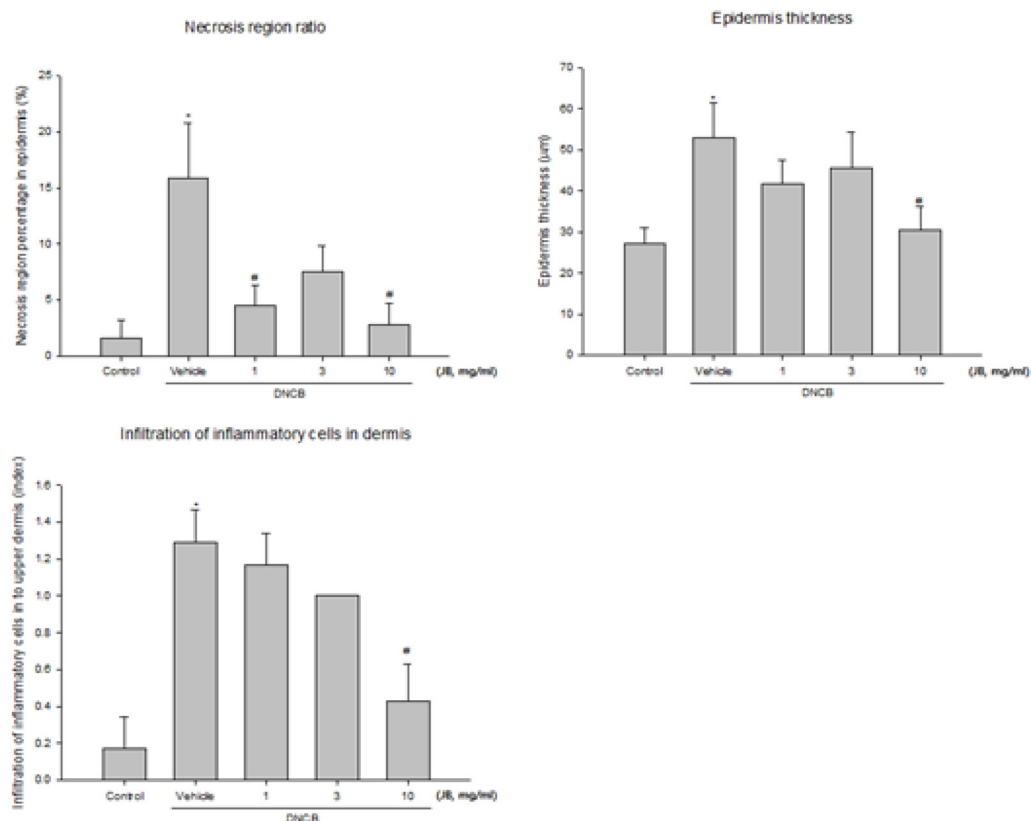 Necrosis region ratio
Necrosis region percentage in epidermis (%)
25
20
15
10
5
0
*
#
#
Control Vehicle 1 3 10 (JB, mg/ml)
DNCB
Epidermis thickness
Epidermis thickness (μm)
70
60
50
40
30
20
10
0
*
#
Control Vehicle 1 3 10 (JB, mg/ml)
DNCB
Infiltration of inflammatory cells in dermis
Infiltration of inflammatory cells in to upper dermis (index)
1.6
1.4
1.2
1.0
0.8
0.6
0.4
0.2
0.0
*
#
Control Vehicle 1 3 10 (JB, mg/ml)
DNCB